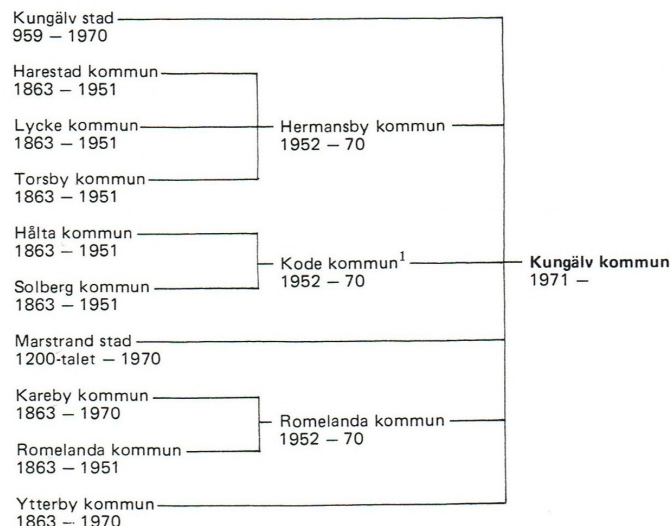 Kungälv stad
959 – 1970
Harestad kommun
1863 – 1951
Lycke kommun
1863 – 1951
Torsby kommun
1863 – 1951
Hermansby kommun
1952 – 70
Hålta kommun
1863 – 1951
Solberg kommun
1863 – 1951
Kode kommun¹
1952 – 70
Marstrand stad
1200-talet – 1970
Kareby kommun
1863 – 1970
Romelanda kommun
1863 – 1951
Romelanda kommun
1952 – 70
Ytterby kommun
1863 – 1970
Kungälv kommun
1971 –